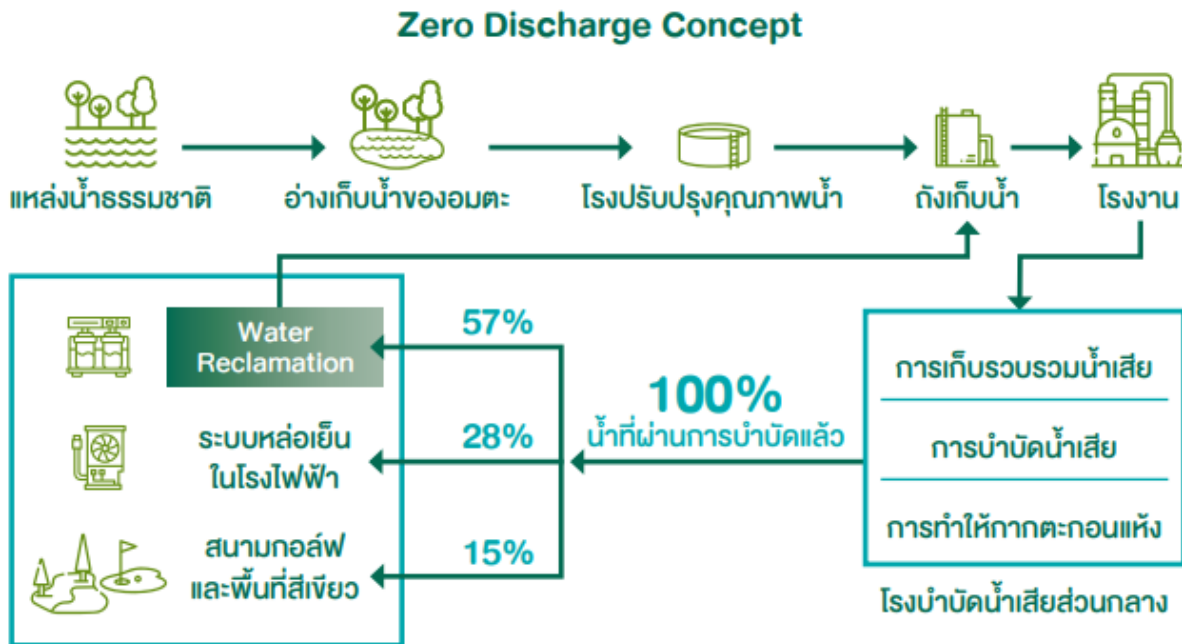 Zero Discharge Concept
แหล่งน้ำธรรมชาติ
อ่างเก็บน้ำของอมตะ
โรงปรับปรุงคุณภาพน้ำ
ถังเก็บน้ำ
โรงงาน
Water
Reclamation
57%
ระบบหล่อเย็น
ในโรงไฟฟ้า
28%
สนามกอล์ฟ
และพื้นที่สีเขียว
15%
100%
น้ำที่ผ่านการบำบัดแล้ว
การเก็บรวบรวมน้ำเสีย
การบำบัดน้ำเสีย
การทำให้กากตะกอนแห้ง
โรงบำบัดน้ำเสียส่วนกลาง